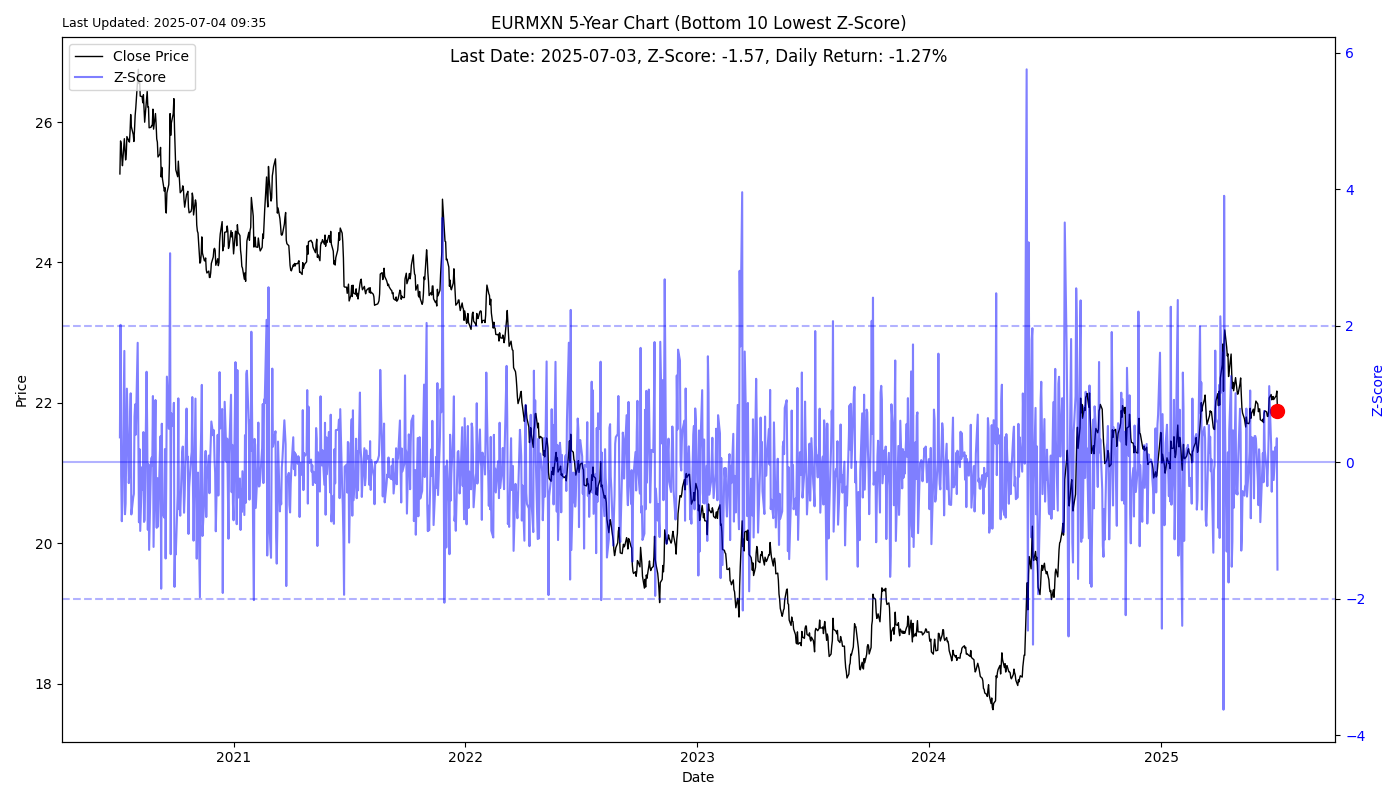 Last Updated: 2025-07-04 09:35
EURMXN 5-Year Chart (Bottom 10 Lowest Z-Score)
Last Date: 2025-07-03, Z-Score: -1.57, Daily Return: -1.27%
Close Price
Z-Score
26
24
22
20
18
Price
6
4
2
0
−2
−4
Z-Score
2021
2022
2023
2024
2025
Date